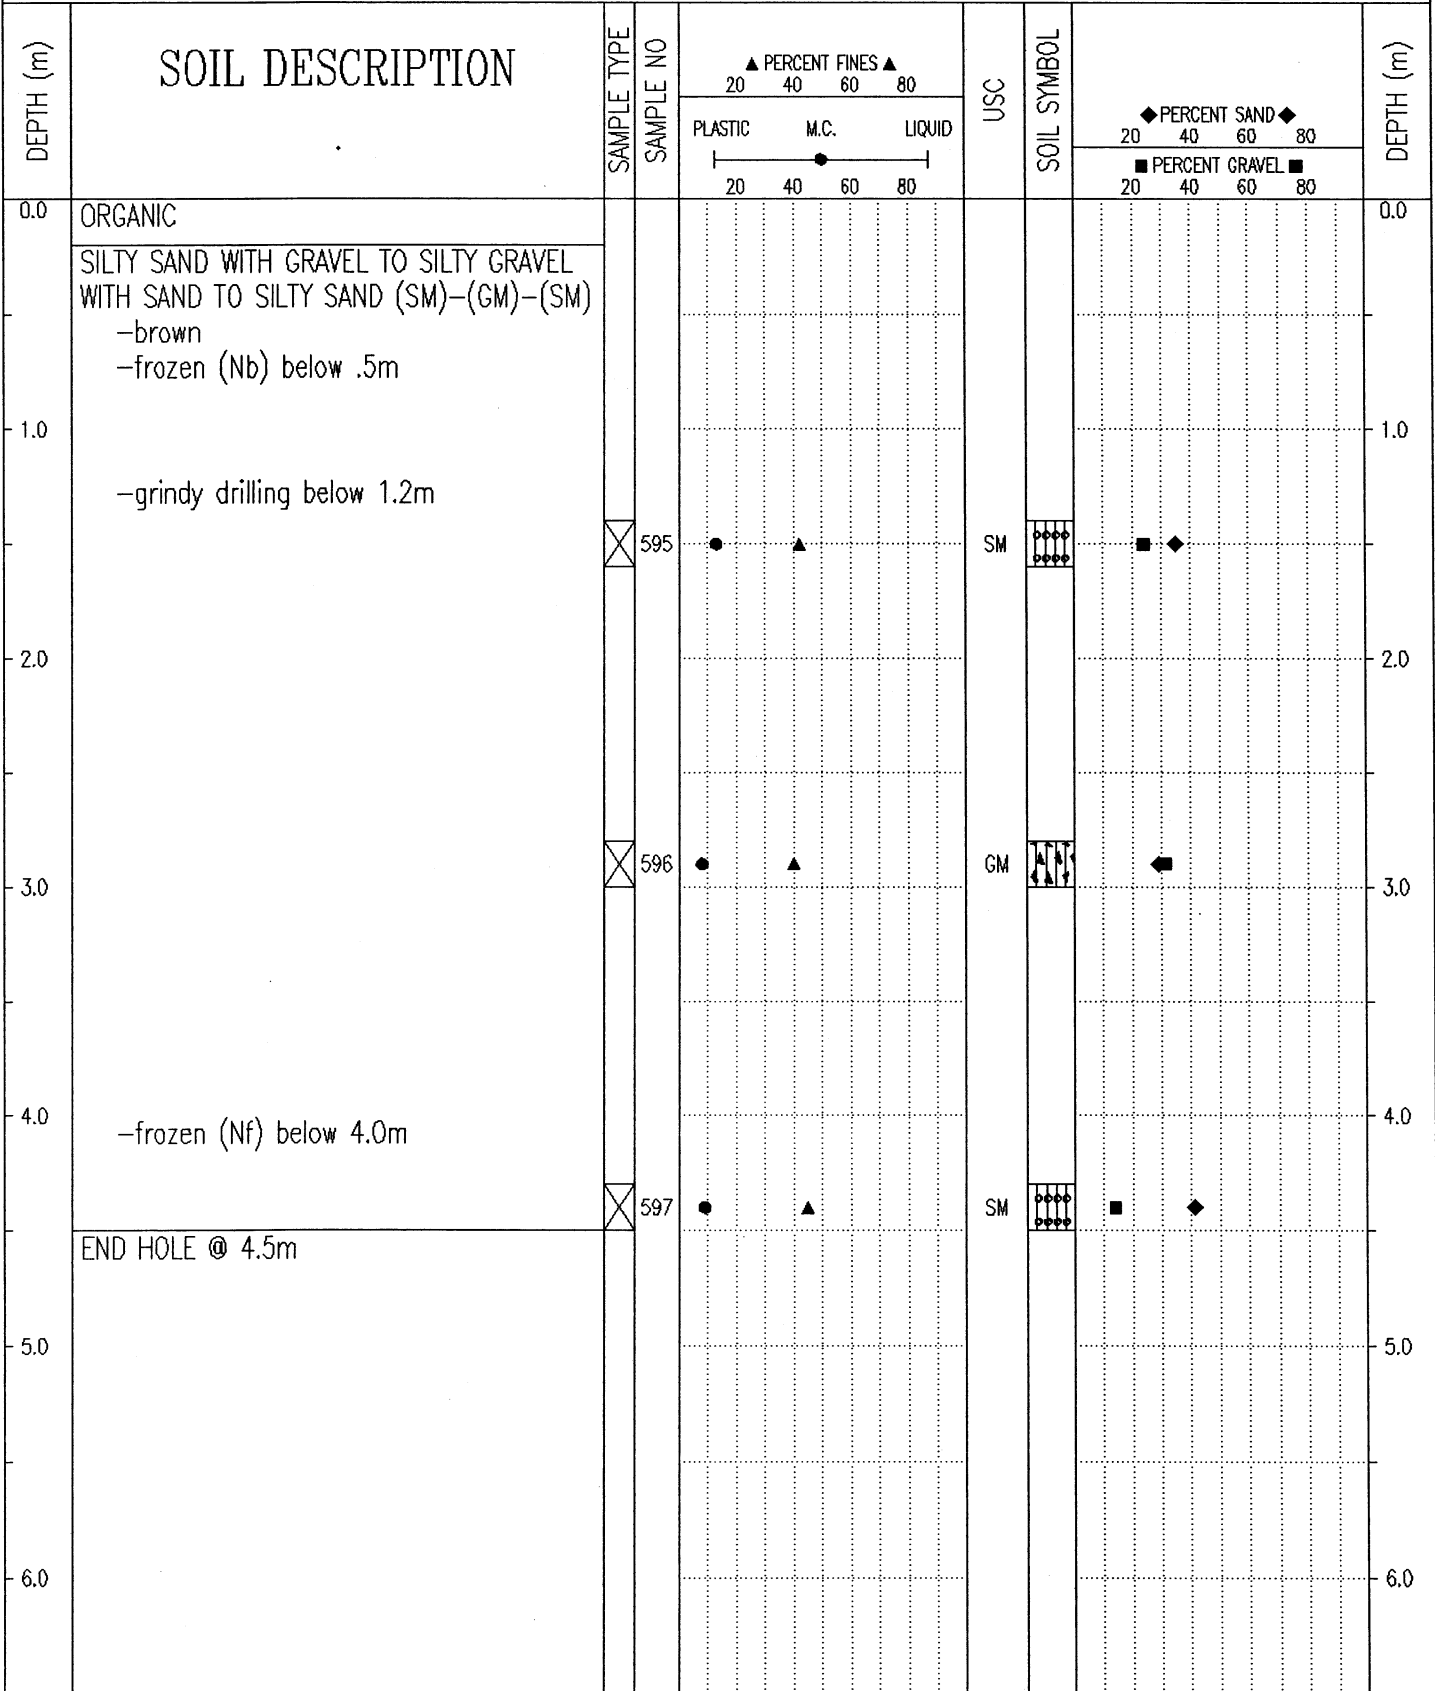 DEPTH (m)
SOIL DESCRIPTION
SAMPLE TYPE
SAMPLE NO
▲ PERCENT FINES ▲
20 40 60 80
PLASTIC M.C. LIQUID
20 40 60 80
USC
SOIL SYMBOL
◆ PERCENT SAND ◆
20 40 60 80
■ PERCENT GRAVEL ■
20 40 60 80
DEPTH (m)
0.0 ORGANIC 0.0
SILTY SAND WITH GRAVEL TO SILTY GRAVEL
WITH SAND TO SILTY SAND (SM)-(GM)-(SM)
-brown
-frozen (Nb) below .5m
1.0 1.0
-grindy drilling below 1.2m
595 SM
2.0 2.0
596 GM
3.0 3.0
4.0 4.0
-frozen (Nf) below 4.0m
597 SM
END HOLE @ 4.5m
5.0 5.0
6.0 6.0